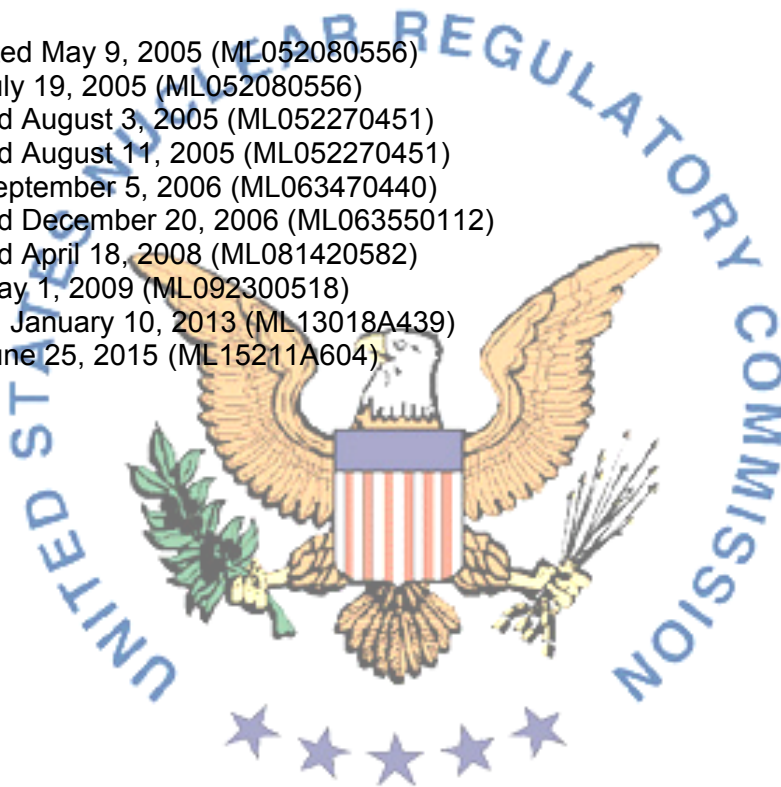 ed May 9, 2005 (ML052080556)
uly 19, 2005 (ML052080556)
d August 3, 2005 (ML052270451)
d August 11, 2005 (ML052270451)
eptember 5, 2006 (ML063470440)
d December 20, 2006 (ML063550112)
d April 18, 2008 (ML081420582)
ay 1, 2009 (ML092300518)
January 10, 2013 (ML13018A439)
une 25, 2015 (ML15211A604)
UNITED STATES NUCLEAR REGULATORY COMMISSION